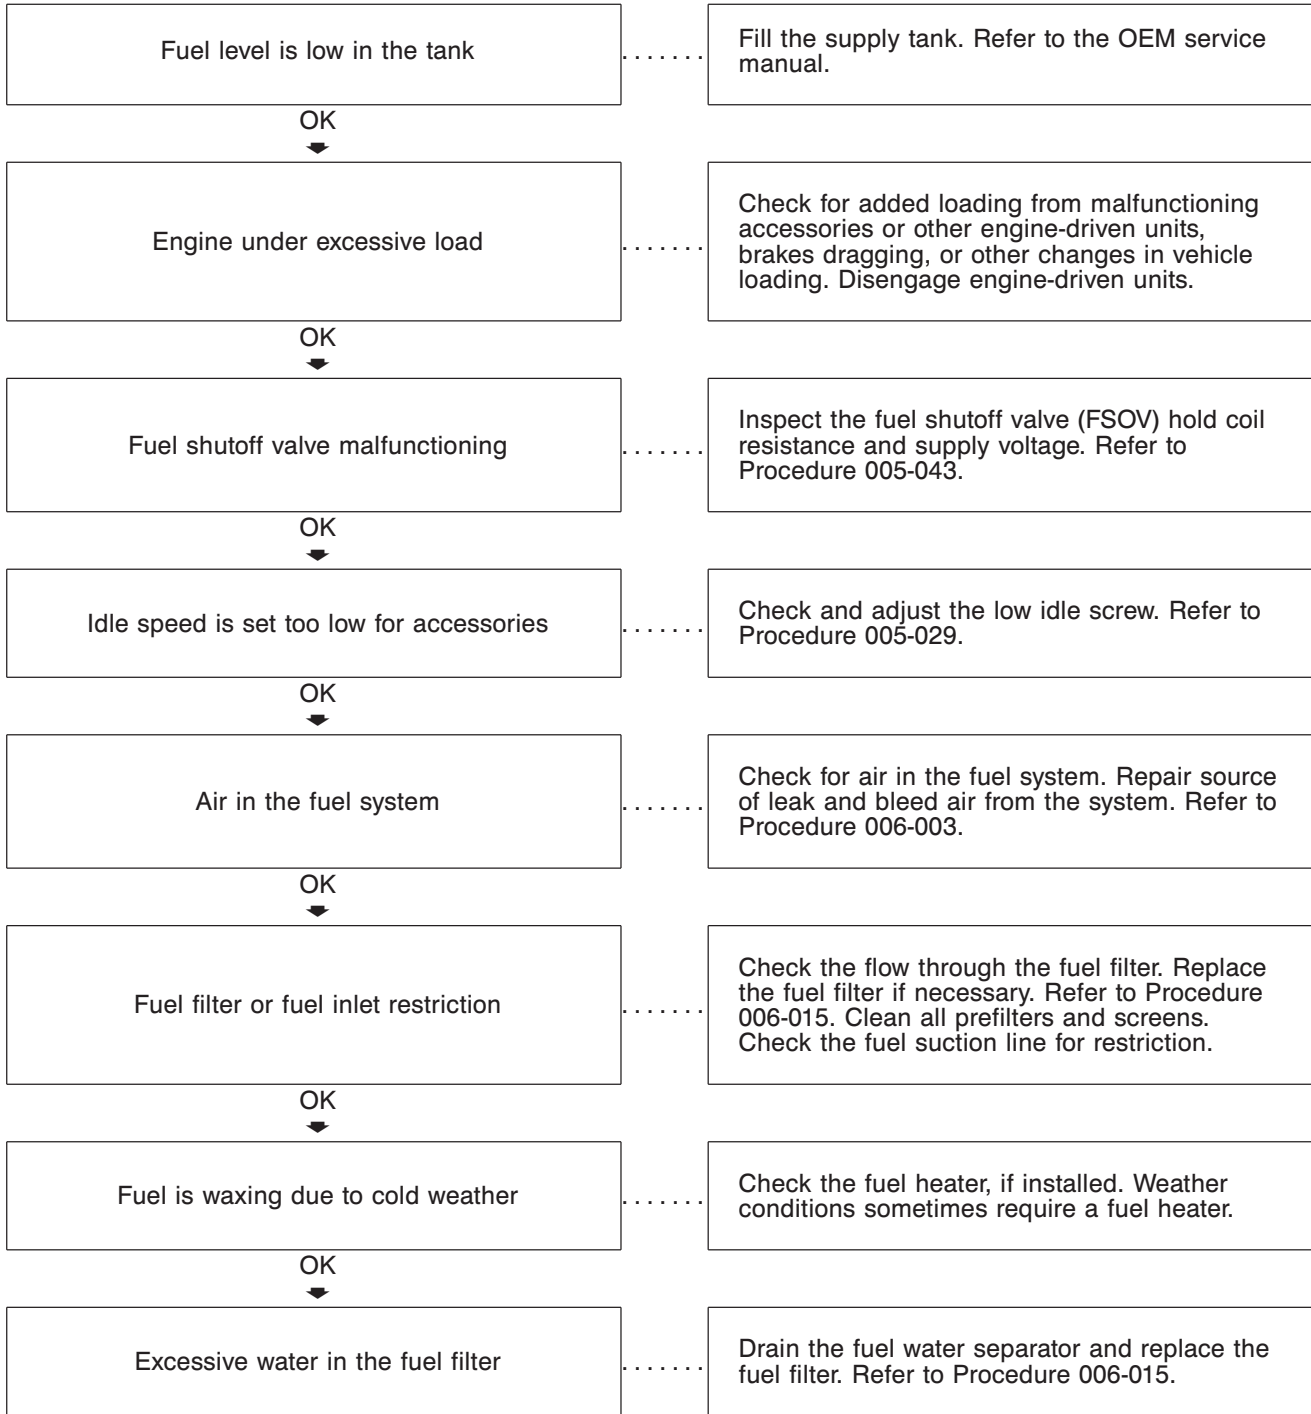 Fuel level is low in the tank
. . . . . . .
Fill the supply tank. Refer to the OEM service
manual.
OK
Engine under excessive load
. . . . . . .
Check for added loading from malfunctioning
accessories or other engine-driven units,
brakes dragging, or other changes in vehicle
loading. Disengage engine-driven units.
OK
Fuel shutoff valve malfunctioning
. . . . . . .
Inspect the fuel shutoff valve (FSOV) hold coil
resistance and supply voltage. Refer to
Procedure 005-043.
OK
Idle speed is set too low for accessories
. . . . . . .
Check and adjust the low idle screw. Refer to
Procedure 005-029.
OK
Air in the fuel system
. . . . . . .
Check for air in the fuel system. Repair source
of leak and bleed air from the system. Refer to
Procedure 006-003.
OK
Fuel filter or fuel inlet restriction
. . . . . . .
Check the flow through the fuel filter. Replace
the fuel filter if necessary. Refer to Procedure
006-015. Clean all prefilters and screens.
Check the fuel suction line for restriction.
OK
Fuel is waxing due to cold weather
. . . . . . .
Check the fuel heater, if installed. Weather
conditions sometimes require a fuel heater.
OK
Excessive water in the fuel filter
. . . . . . .
Drain the fuel water separator and replace the
fuel filter. Refer to Procedure 006-015.